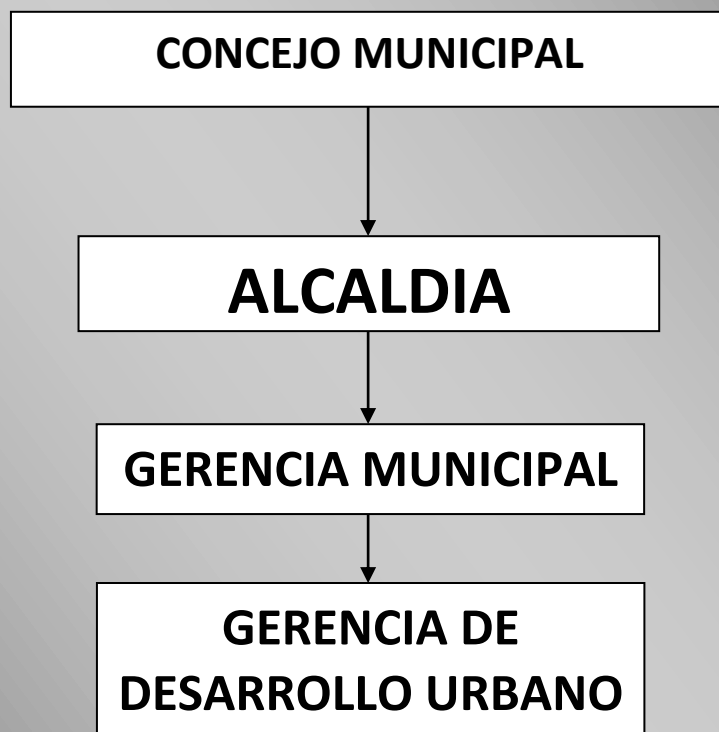 CONCEJO MUNICIPAL
ALCALDIA
GERENCIA MUNICIPAL
GERENCIA DE
DESARROLLO URBANO